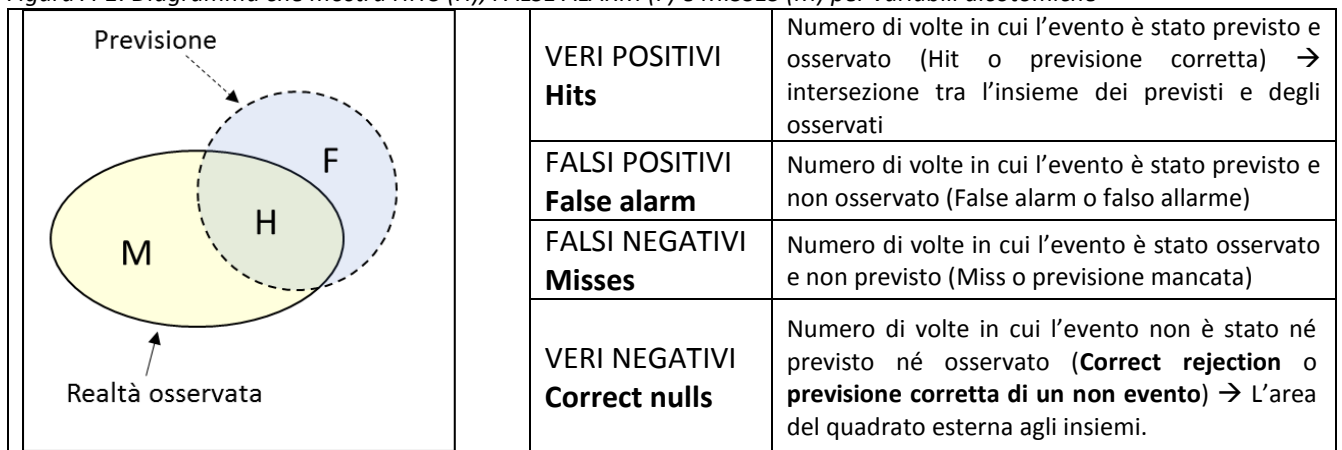 Figura A 2: Diagramma che mostra HITS (H), FALSE ALARM (F) e MISSES (M) per variabili dicotomiche
Previsione
F
H
M
Realtà osservata
VERI POSITIVI
Hits
Numero di volte in cui l’evento è stato previsto e
osservato (Hit o previsione corretta) →
intersezione tra l’insieme dei previsti e degli
osservati
FALSI POSITIVI
False alarm
Numero di volte in cui l’evento è stato previsto e
non osservato (False alarm o falso allarme)
FALSI NEGATIVI
Misses
Numero di volte in cui l’evento è stato osservato
e non previsto (Miss o previsione mancata)
VERI NEGATIVI
Correct nulls
Numero di volte in cui l’evento non è stato né
previsto né osservato (Correct rejection o
previsione corretta di un non evento) → L’area
del quadrato esterna agli insiemi.